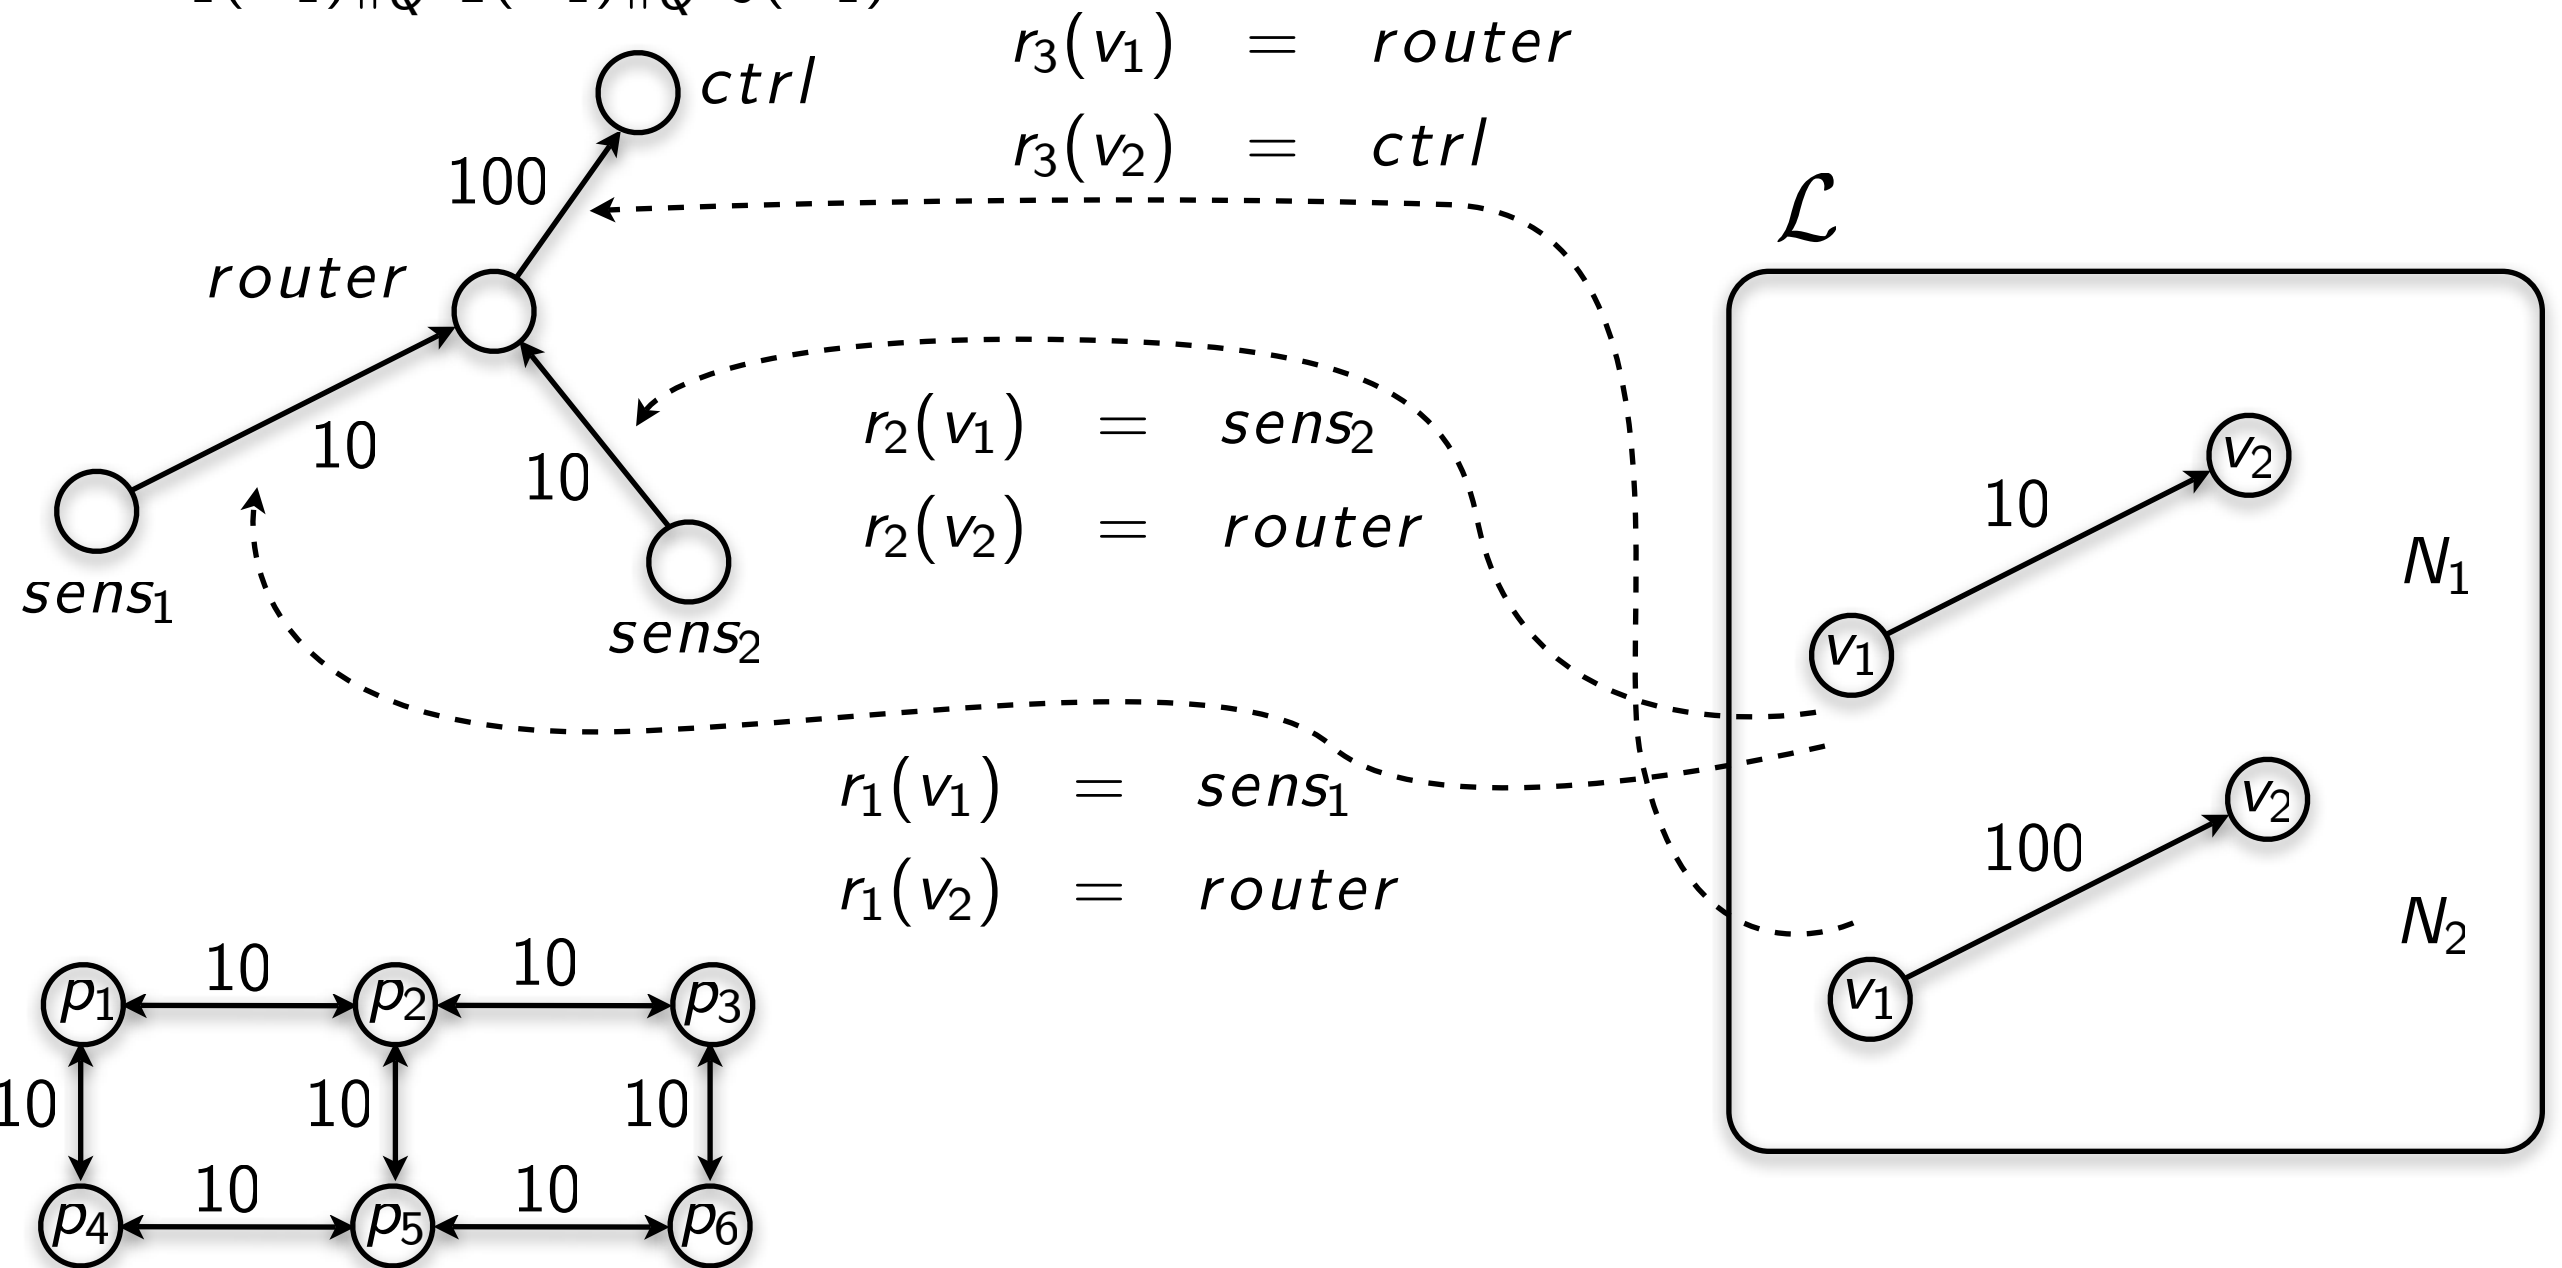 ctrl
r₃(v₁) = router
r₃(v₂) = ctrl
100
ℒ
router
10
10
r₂(v₁) = sens₂
r₂(v₂) = router
sens₁
sens₂
v₂
10
N₁
v₁
r₁(v₁) = sens₁
r₁(v₂) = router
v₂
100
N₂
v₁
10 10
p₁ p₂ p₃
10 10 10
10 10
p₄ p₅ p₆